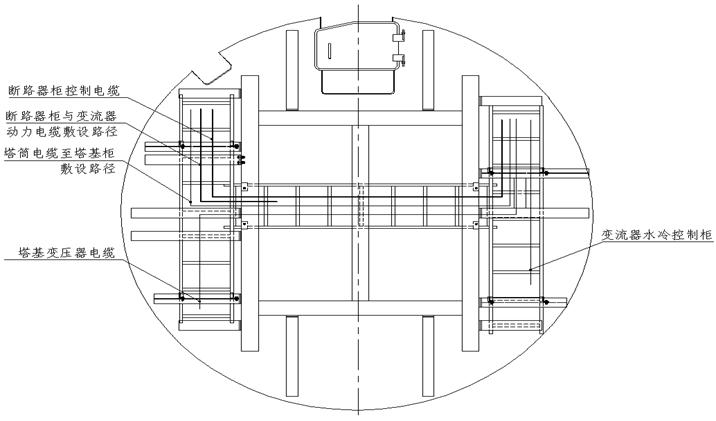 断路器柜控制电缆
断路器柜与变流器
动力电缆敷设路径
塔筒电缆至塔基柜
敷设路径
塔基变压器电缆
变流器水冷控制柜